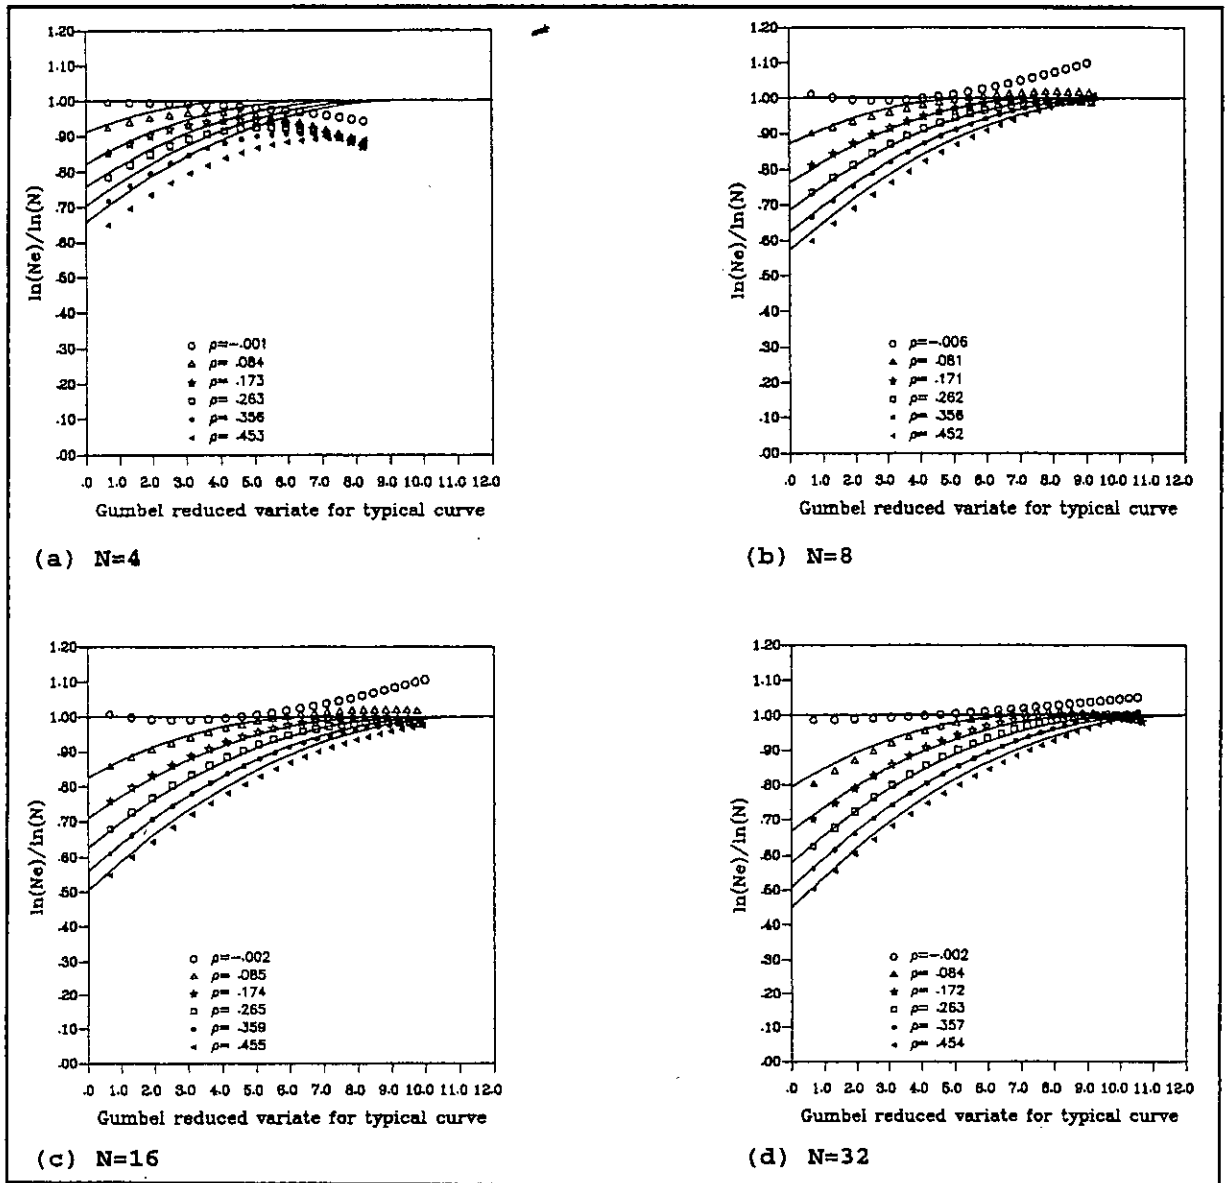 1.20
1.10
1.00
.90
.80
.70
.60
.50
.40
.30
.20
.10
.00
ln(Ne)/ln(N)
ρ=-.001
ρ= .084
ρ= .173
ρ= .263
ρ= .356
ρ= .453
.0 1.0 2.0 3.0 4.0 5.0 6.0 7.0 8.0 9.0 10.0 11.0 12.0
Gumbel reduced variate for typical curve
(a) N=4
1.20
1.10
1.00
.90
.80
.70
.60
.50
.40
.30
.20
.10
.00
ln(Ne)/ln(N)
ρ=-.006
ρ= .081
ρ= .171
ρ= .262
ρ= .356
ρ= .452
.0 1.0 2.0 3.0 4.0 5.0 6.0 7.0 8.0 9.0 10.0 11.0 12.0
Gumbel reduced variate for typical curve
(b) N=8
1.20
1.10
1.00
.90
.80
.70
.60
.50
.40
.30
.20
.10
.00
ln(Ne)/ln(N)
ρ=-.002
ρ= .085
ρ= .174
ρ= .265
ρ= .359
ρ= .455
.0 1.0 2.0 3.0 4.0 5.0 6.0 7.0 8.0 9.0 10.0 11.0 12.0
Gumbel reduced variate for typical curve
(c) N=16
1.20
1.10
1.00
.90
.80
.70
.60
.50
.40
.30
.20
.10
.00
ln(Ne)/ln(N)
ρ=-.002
ρ= .084
ρ= .172
ρ= .263
ρ= .357
ρ= .454
.0 1.0 2.0 3.0 4.0 5.0 6.0 7.0 8.0 9.0 10.0 11.0 12.0
Gumbel reduced variate for typical curve
(d) N=32